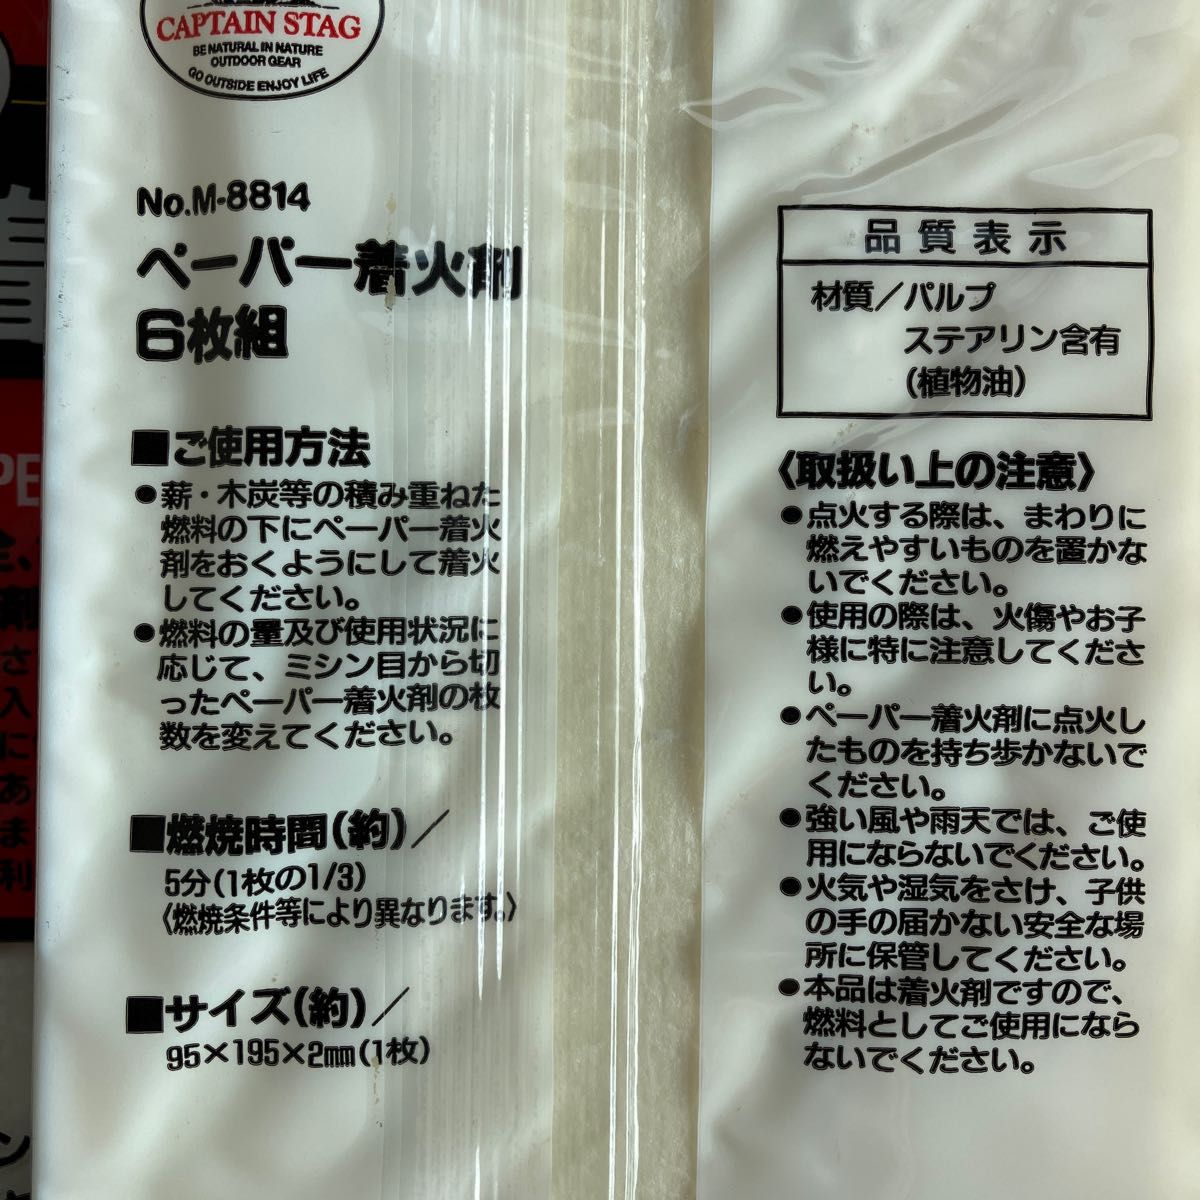 CAPTAIN STAG
BE NATURAL IN NATURE
OUTDOOR GEAR
GO OUTSIDE ENJOY LIFE
No.M-8814
ペーパー着火剤
6枚組
■ご使用方法
●薪・木炭等の積み重ねた
燃料の下にペーパー着火
剤をおくようにして着火
してください。
●燃料の量及び使用状況に
応じて、ミシン目から切
ったペーパー着火剤の枚
数を変えてください。
■燃焼時間(約)／
5分(1枚の1/3)
〈燃焼条件等により異なります。〉
■サイズ(約)／
95×195×2mm(1枚)
品質表示
材質／パルプ
ステアリン含有
(植物油)
〈取扱い上の注意〉
●点火する際は、まわりに
燃えやすいものを置かな
いでください。
●使用の際は、火傷やお子
様に特に注意してくださ
い。
●ペーパー着火剤に点火し
たものを持ち歩かないで
ください。
●強い風や雨天では、ご使
用にならないでください。
●火気や湿気をさけ、子供
の手の届かない安全な場
所に保管してください。
●本品は着火剤ですので、
燃料としてご使用になら
ないでください。